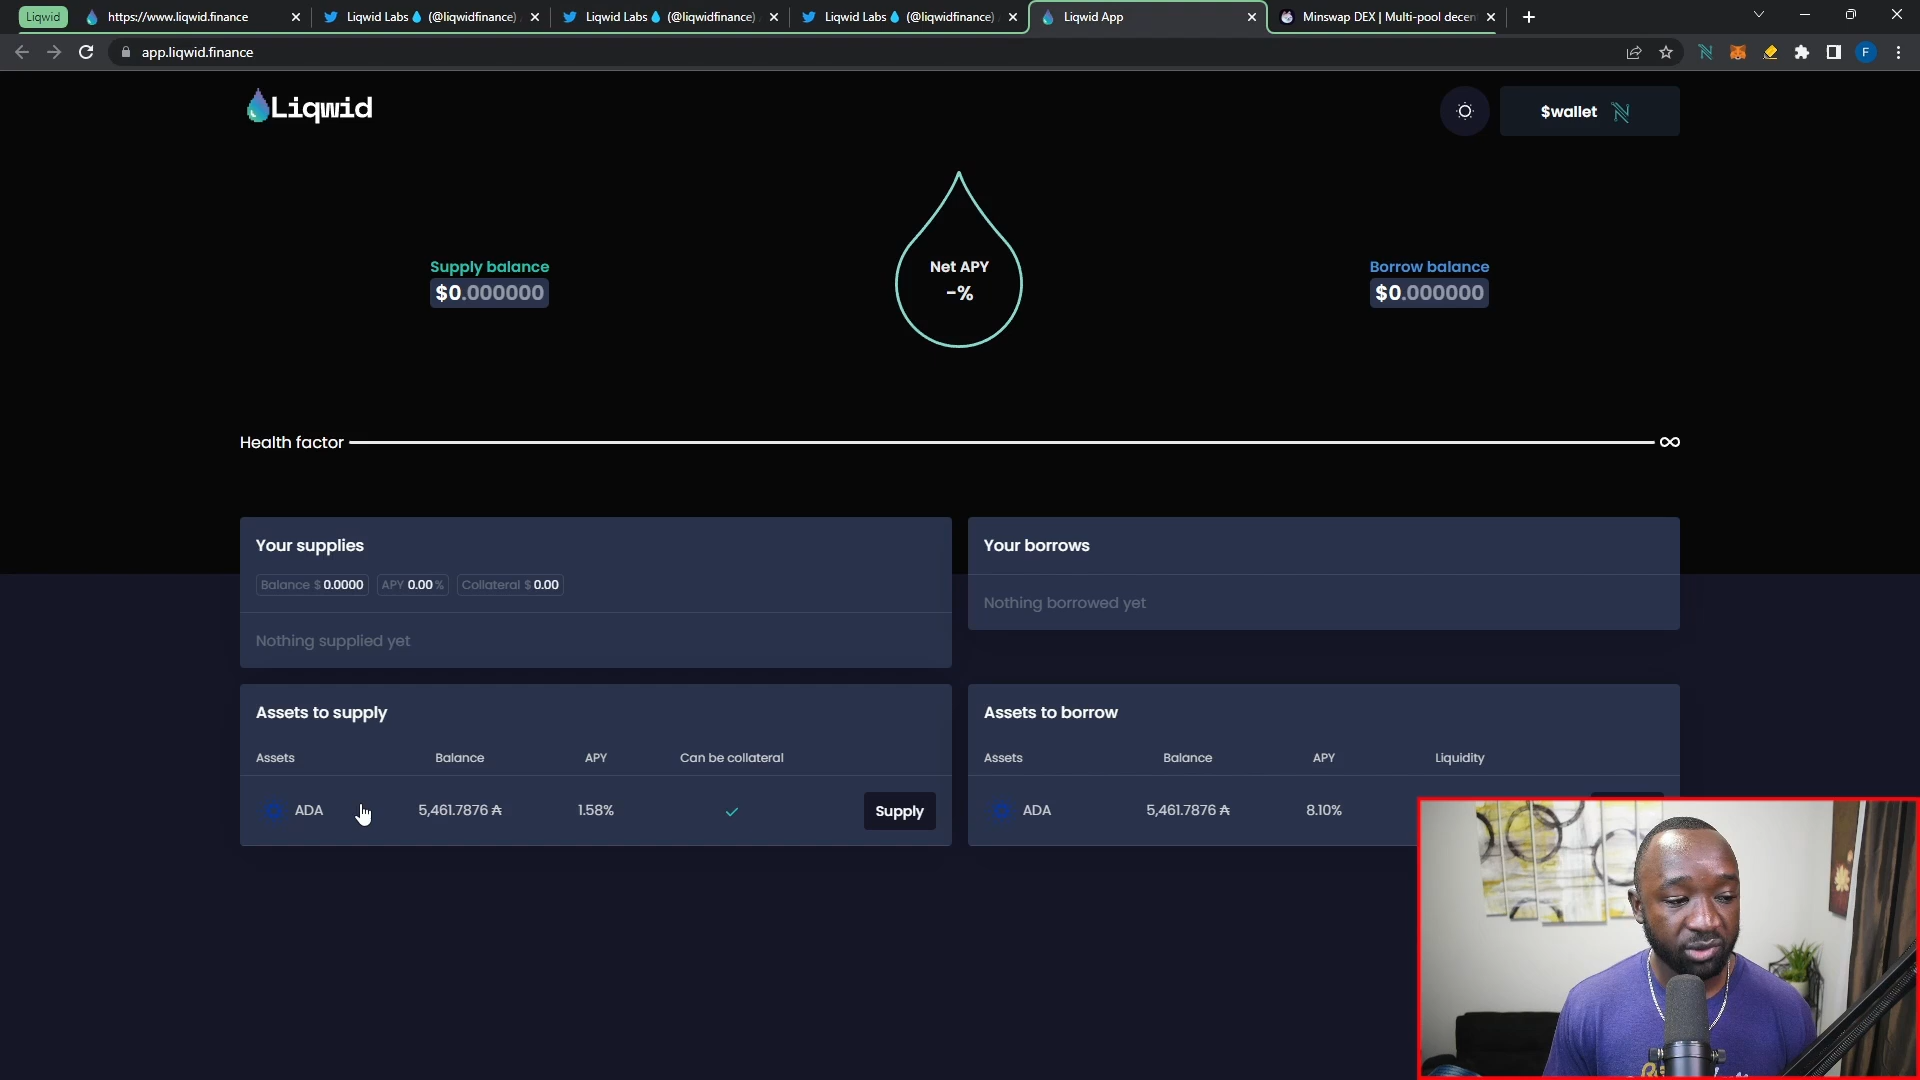 Liqwid https://www.liqwid.finance Liqwid Labs💧 (@liqwidfinance) Liqwid Labs💧 (@liqwidfinance) Liqwid Labs💧 (@liqwidfinance) Liqwid App Minswap DEX | Multi-pool decen
app.liqwid.finance F
Liqwid
$wallet
Supply balance
$0.000000
Net APY
-%
Borrow balance
$0.000000
Health factor ∞
Your supplies
Balance $ 0.0000 APY 0.00 % Collateral $ 0.00
Nothing supplied yet
Your borrows
Nothing borrowed yet
Assets to supply
Assets Balance APY Can be collateral
ADA 5,461.7876 ₳ 1.58% ✓ Supply
Assets to borrow
Assets Balance APY Liquidity
ADA 5,461.7876 ₳ 8.10%